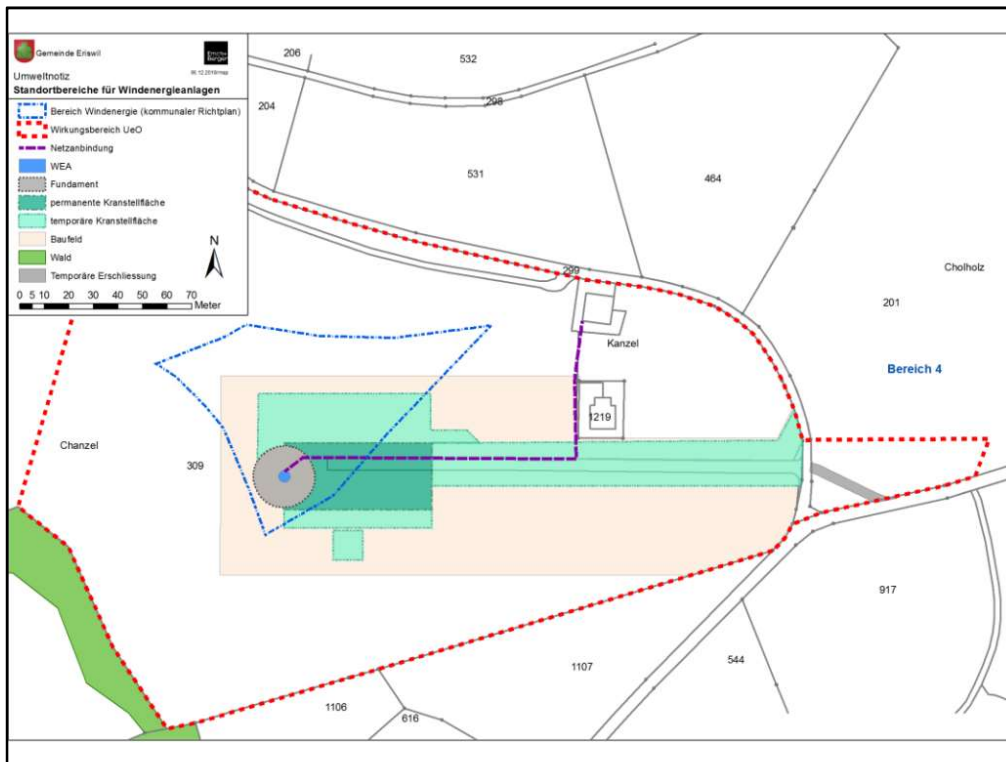 Gemeinde Eriswil
Umweltnotiz
Standortbereiche für Windenergieanlagen
Bereich Windenergie (kommunaler Richtplan)
Wirkungsbereich UeO
Netzanbindung
WEA
Fundament
permanente Kranstellfläche
temporäre Kranstellfläche
Baufeld
Wald
Temporäre Erschliessung
N
0 5 10 20 30 40 50 60 70
Meter
206
532
204
298
531
464
299
Cholholz
201
Kanzel
Bereich 4
1219
Chanzel
309
917
1107
544
1106
616